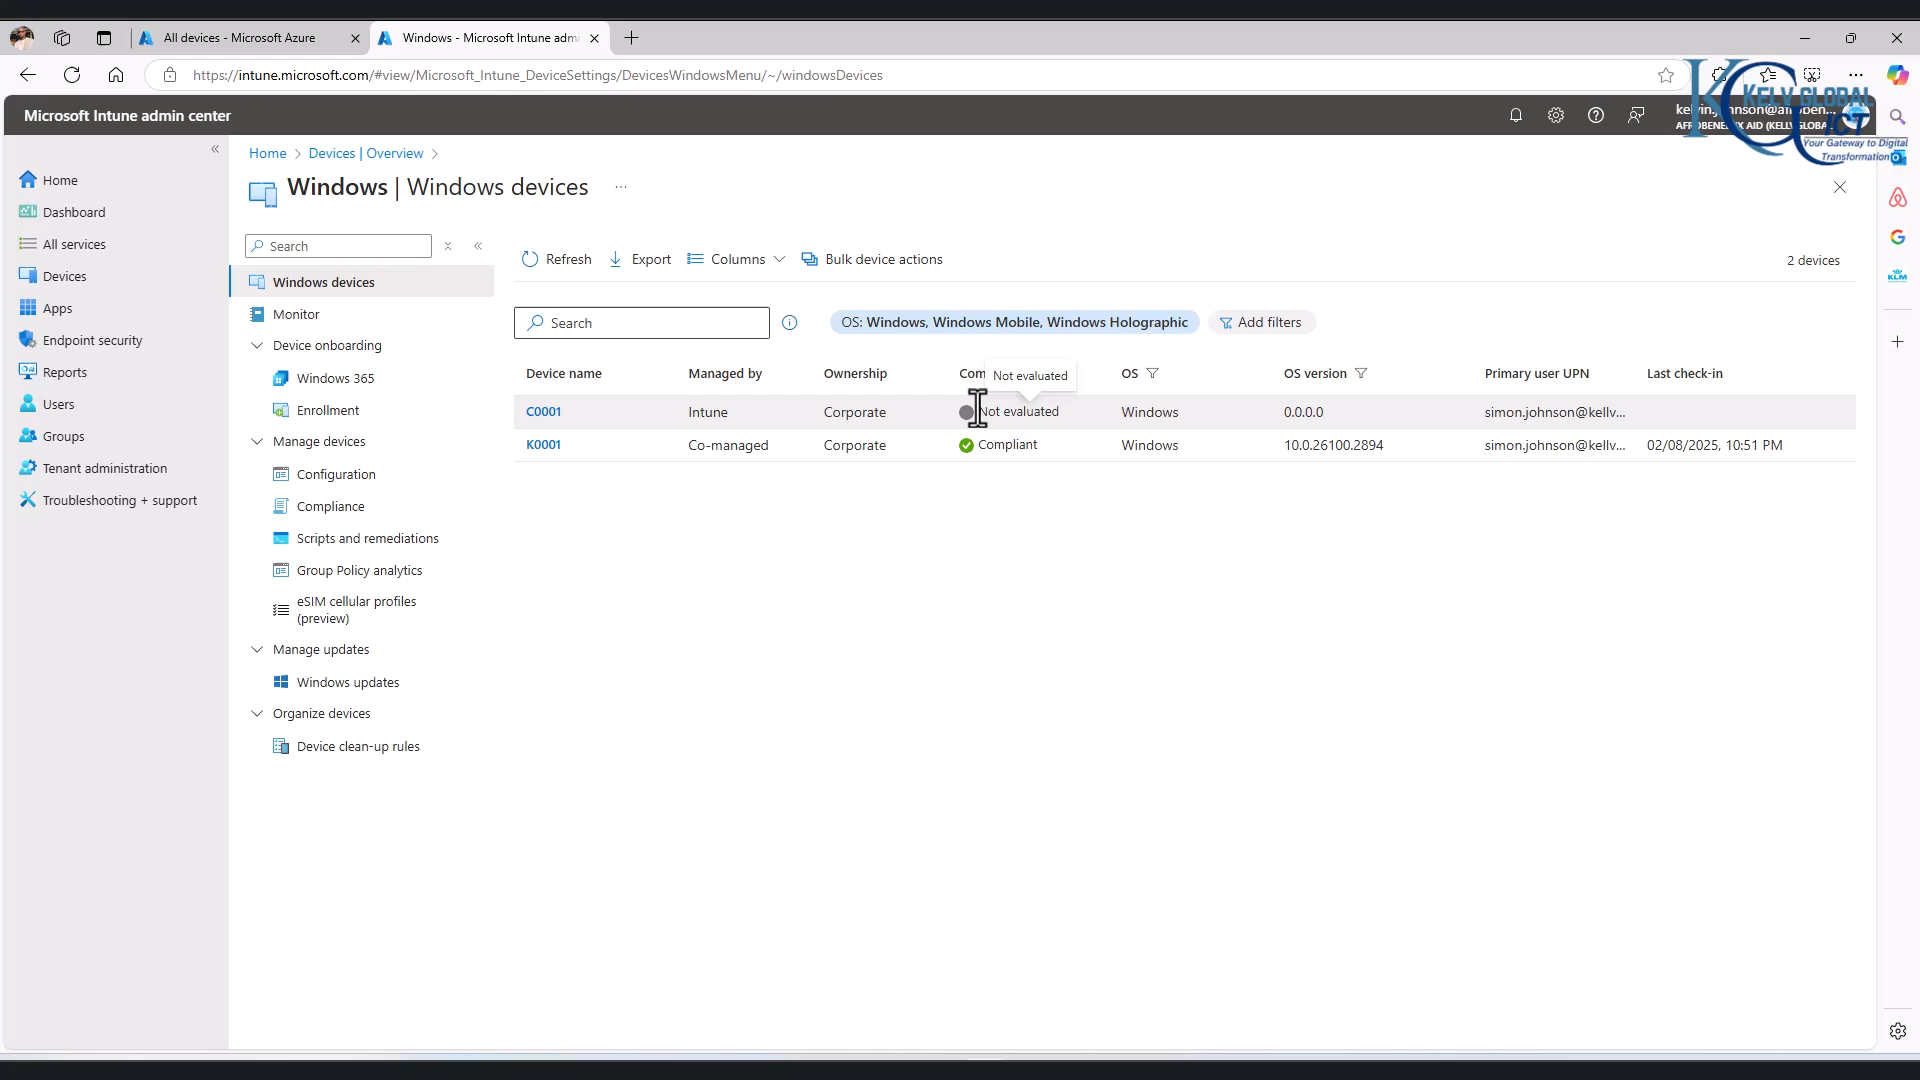 All devices - Microsoft Azure
Windows - Microsoft Intune admi
https://intune.microsoft.com/#view/Microsoft_Intune_DeviceSettings/DevicesWindowsMenu/~/windowsDevices
Microsoft Intune admin center
KELV GLOBAL
ICT
Your Gateway to Digital
Transformation
Home
Dashboard
All services
Devices
Apps
Endpoint security
Reports
Users
Groups
Tenant administration
Troubleshooting + support
Home > Devices | Overview >
Windows | Windows devices
Search
Windows devices
Monitor
Device onboarding
Windows 365
Enrollment
Manage devices
Configuration
Compliance
Scripts and remediations
Group Policy analytics
eSIM cellular profiles
(preview)
Manage updates
Windows updates
Organize devices
Device clean-up rules
Refresh Export Columns Bulk device actions 2 devices
Search OS: Windows, Windows Mobile, Windows Holographic Add filters
Device name Managed by Ownership Com OS OS version Primary user UPN Last check-in
Not evaluated
C0001 Intune Corporate Not evaluated Windows 0.0.0.0 simon.johnson@kellv...
K0001 Co-managed Corporate Compliant Windows 10.0.26100.2894 simon.johnson@kellv... 02/08/2025, 10:51 PM
KLM